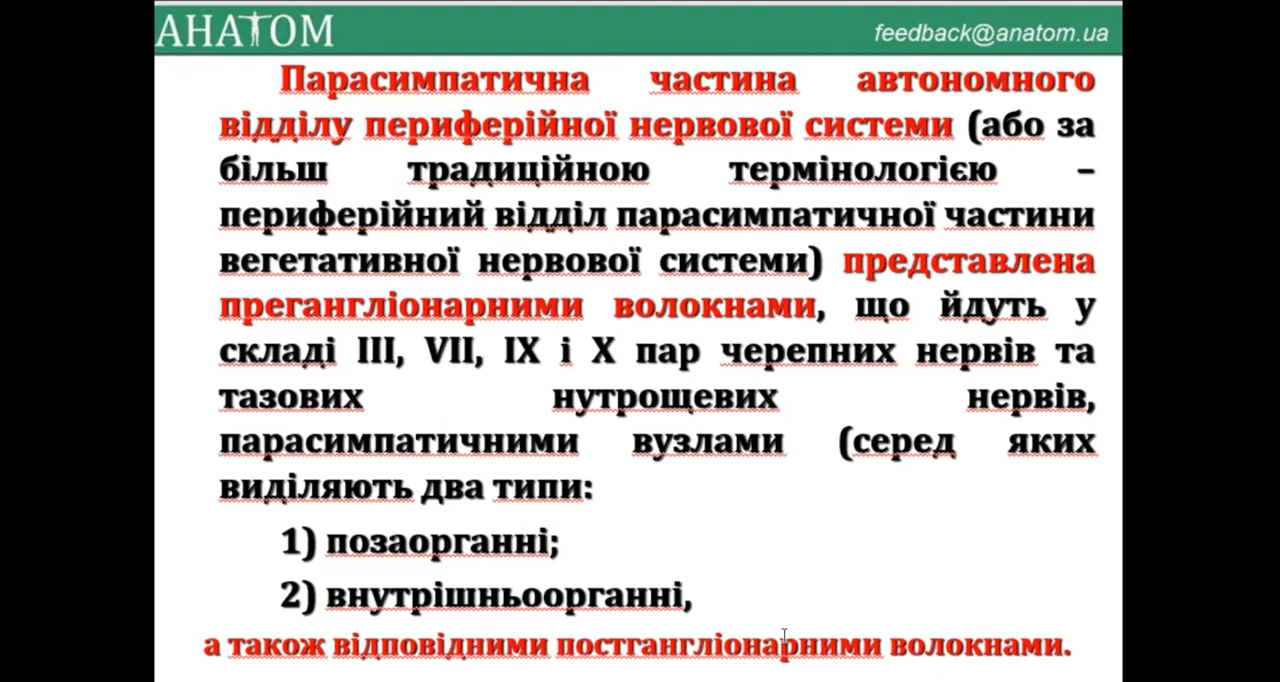 АНАТОМ
feedback@anatom.ua
Парасимпатична частина автономного
відділу периферійної нервової системи (або за
більш традиційною термінологією –
периферійний відділ парасимпатичної частини
вегетативної нервової системи) представлена
прегангліонарними волокнами, що йдуть у
складі III, VII, IX і X пар черепних нервів та
тазових нутрощевих нервів,
парасимпатичними вузлами (серед яких
виділяють два типи:
1) позаорганні;
2) внутрішньоорганні,
а також відповідними постгангліонарними волокнами.